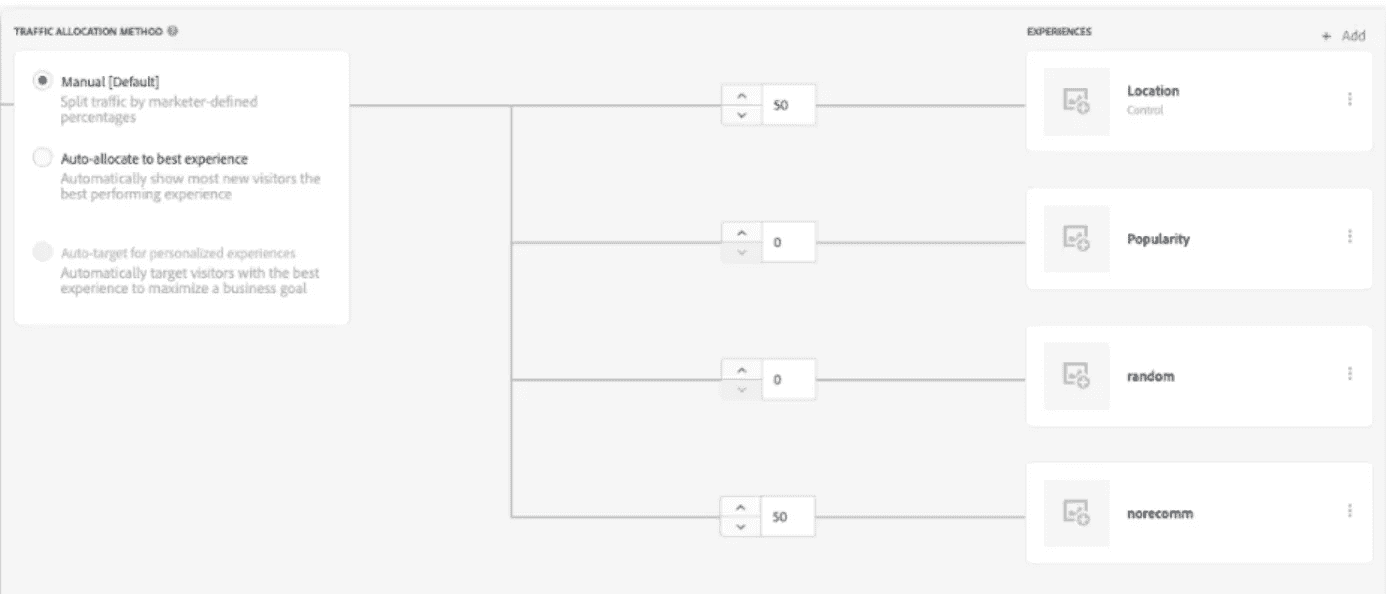 TRAFFIC ALLOCATION METHOD
Manual [Default]
Split traffic by marketer-defined
percentages
Auto-allocate to best experience
Automatically show most new visitors the
best performing experience
Auto-target for personalized experiences
Automatically target visitors with the best
experience to maximize a business goal
50
0
0
50
EXPERIENCES
+ Add
Location
Control
Popularity
random
norecomm